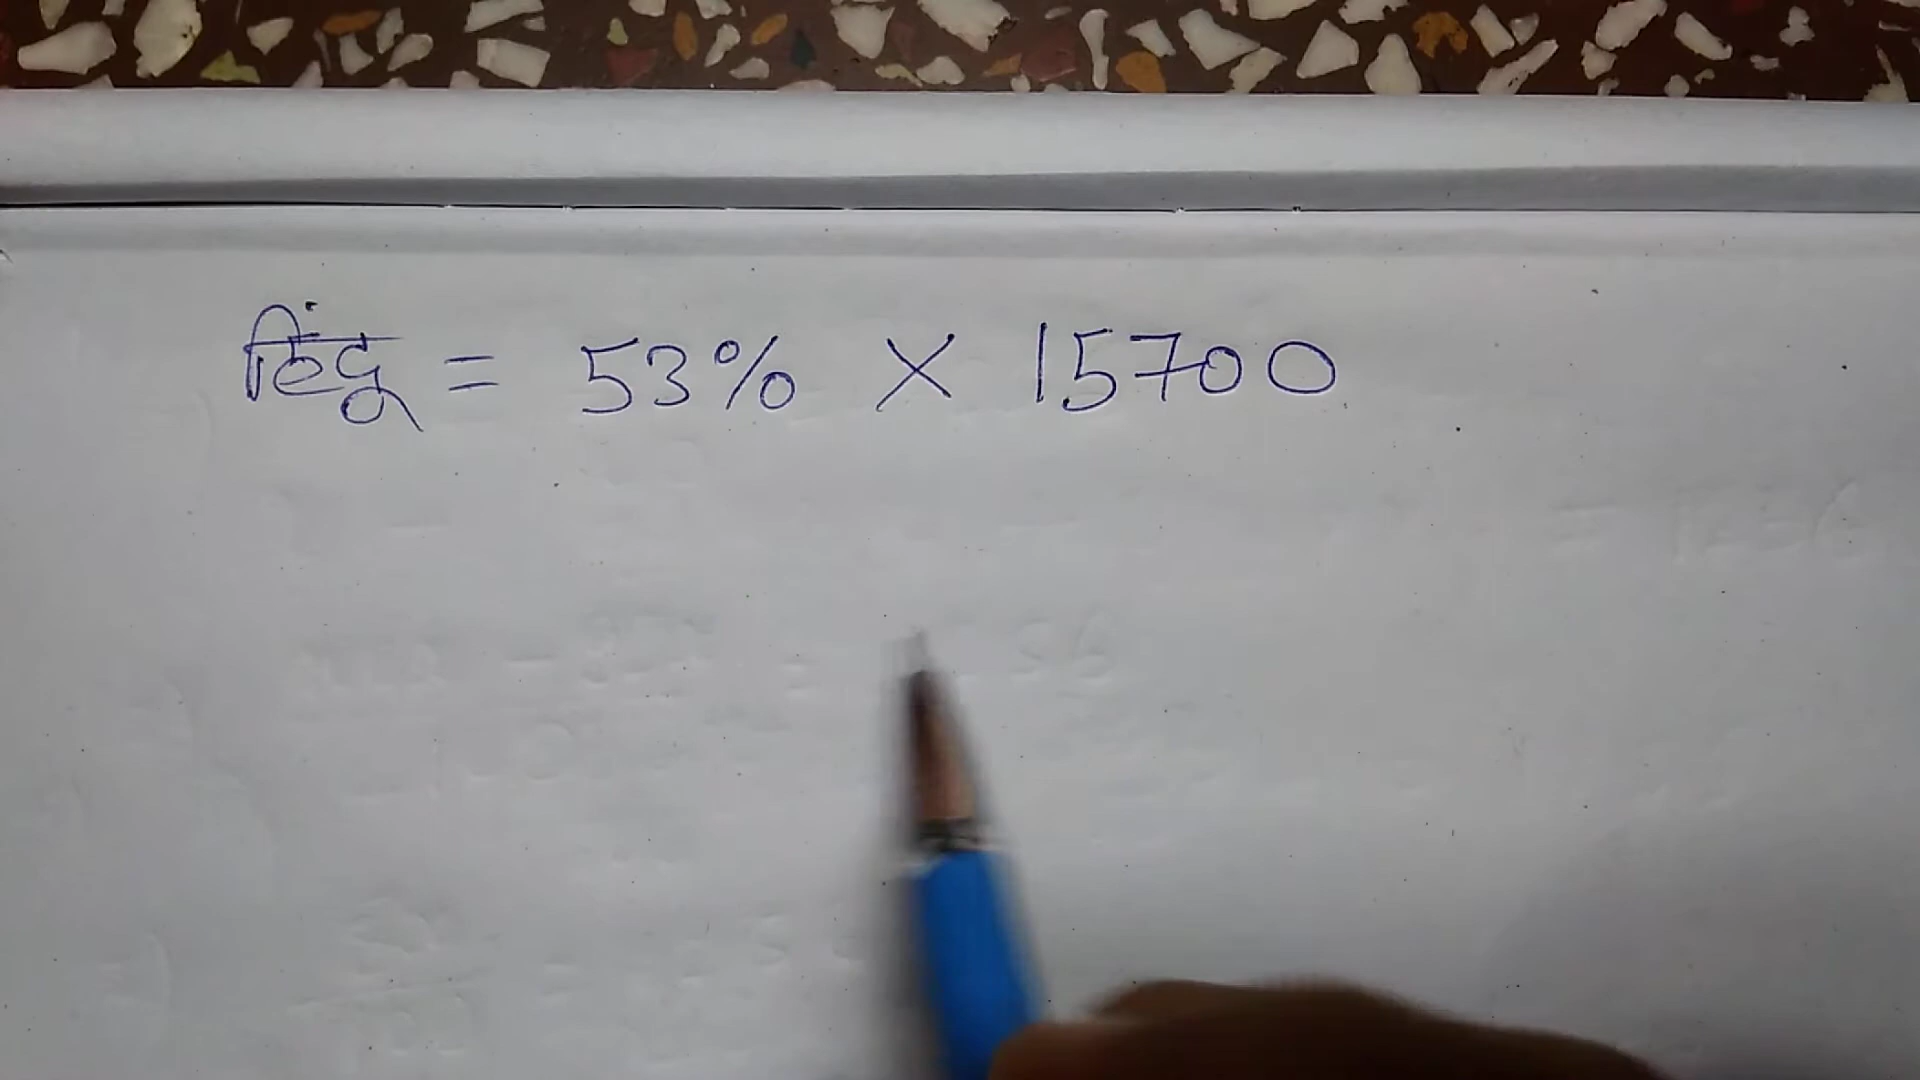 हिंदू = 53% × 15700